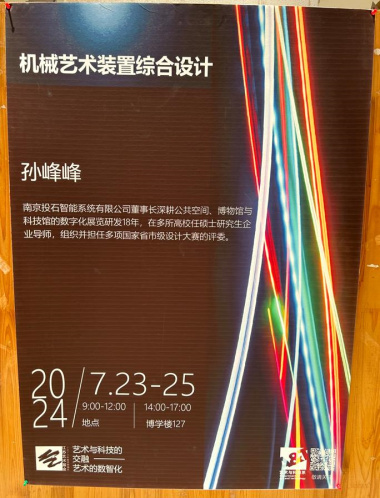 机械艺术装置综合设计
孙峰峰
南京投石智能系统有限公司董事长深耕公共空间、博物馆与
科技馆的数字化展览研发18年，在多所高校任硕士研究生企
业导师，组织并担任多项国家省市级设计大赛的评委。
2024
7.23-25
9:00-12:00 14:00-17:00
地点 博学楼127
艺术与科技的
交融
艺术的数智化